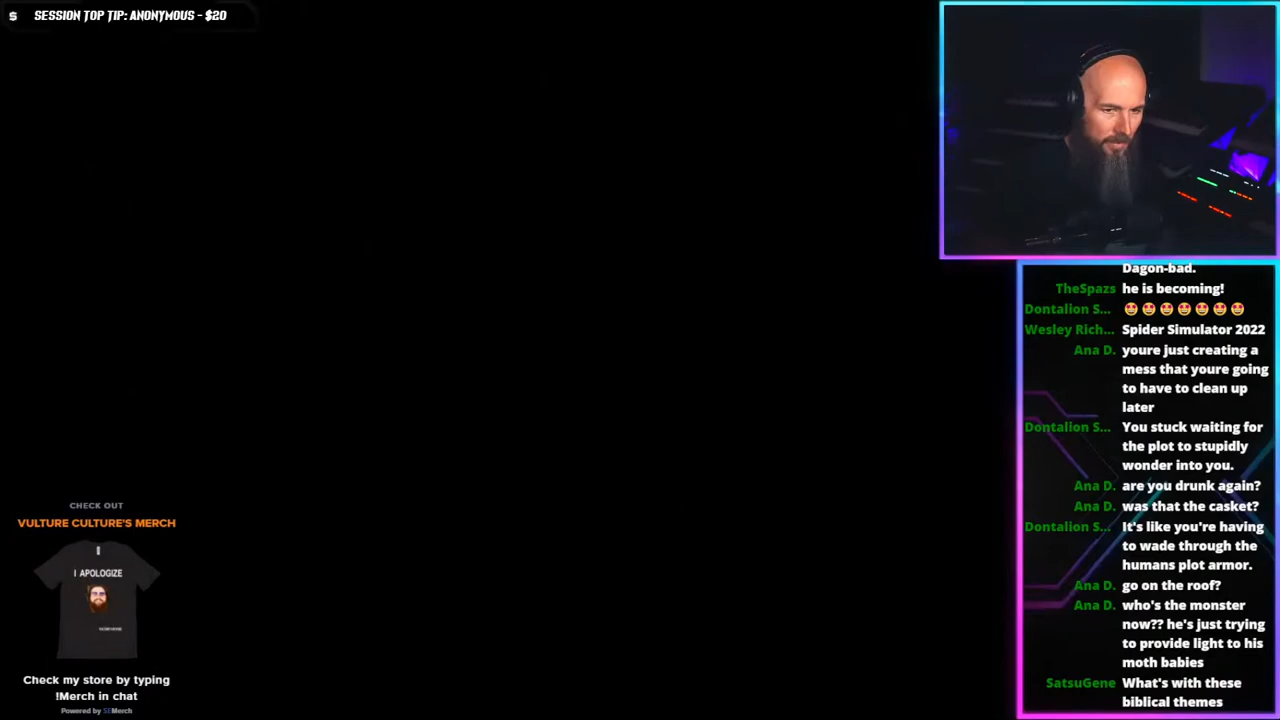 $ SESSION TOP TIP: ANONYMOUS - $20
Dagon-bad.
TheSpazs he is becoming!
Dontalion S... 🤩🤩🤩🤩🤩🤩🤩
Wesley Rich... Spider Simulator 2022
Ana D. youre just creating a
mess that youre going
to have to clean up
later
Dontalion S... You stuck waiting for
the plot to stupidly
wonder into you.
Ana D. are you drunk again?
Ana D. was that the casket?
Dontalion S... It's like you're having
to wade through the
humans plot armor.
Ana D. go on the roof?
Ana D. who's the monster
now?? he's just trying
to provide light to his
moth babies
SatsuGene What's with these
biblical themes
CHECK OUT
VULTURE CULTURE'S MERCH
I APOLOGIZE
Check my store by typing
!Merch in chat
Powered by SEMerch